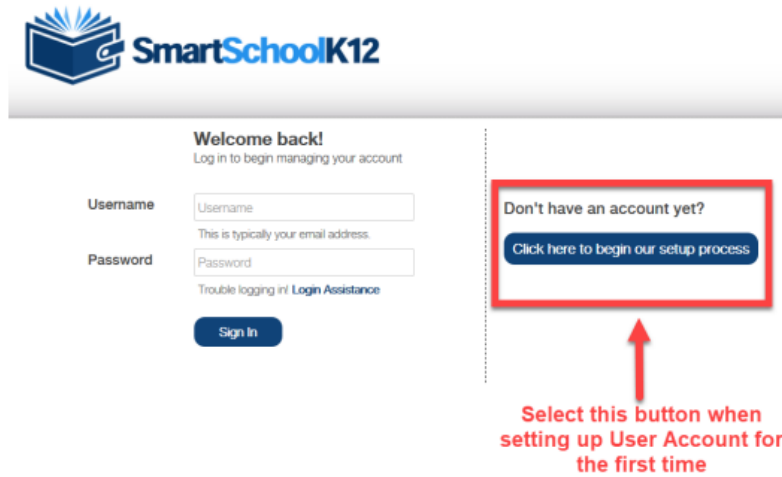 SmartSchoolK12
Welcome back!
Log in to begin managing your account
Username
Username
This is typically your email address.
Password
Password
Trouble logging in! Login Assistance
Sign In
Don't have an account yet?
Click here to begin our setup process
Select this button when
setting up User Account for
the first time